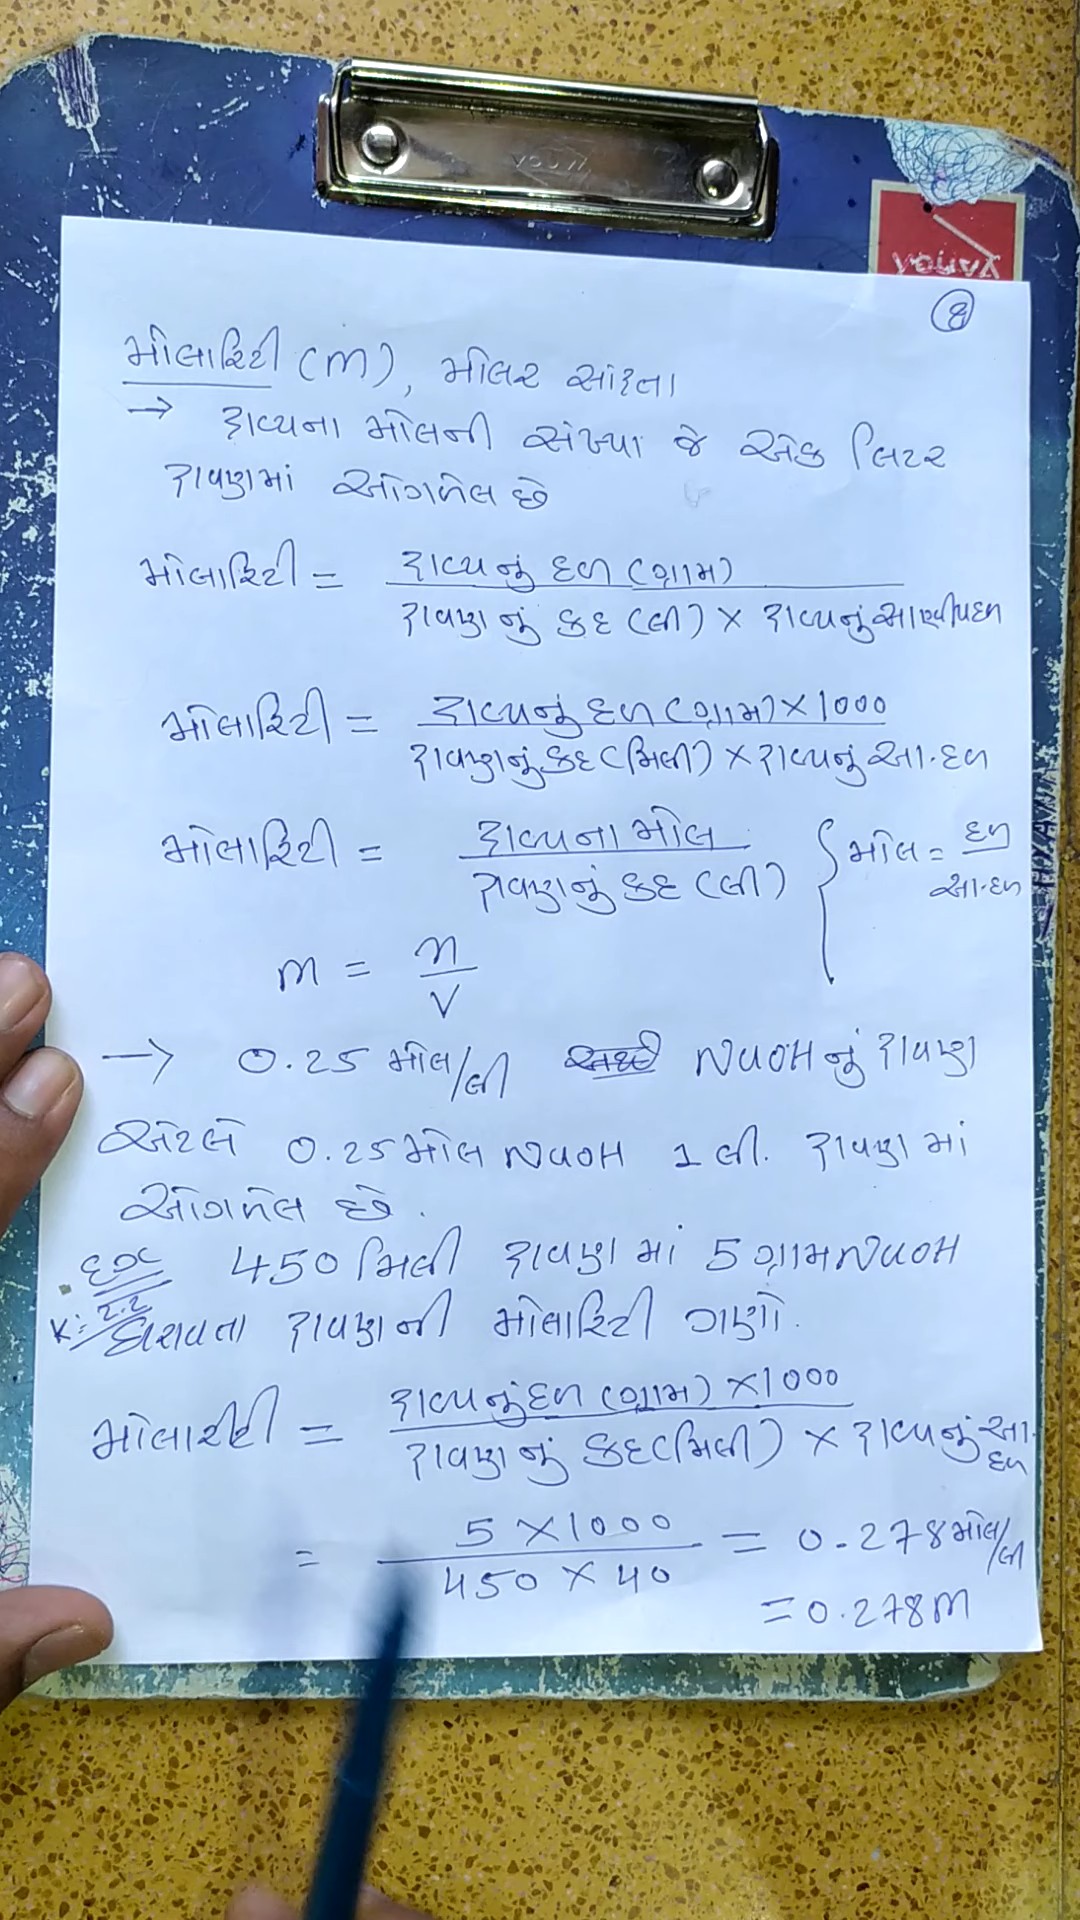 ૪
મોલારિટી (m), મોલર સાંદ્રતા
→ દ્રાવ્યના મોલની સંખ્યા જે એક લિટર
દ્રાવણમાં ઓગળેલ છે
મોલારિટી = દ્રાવ્યનું દળ (ગ્રામ)
દ્રાવણનું કદ (લી) × દ્રાવ્યનું આણ્વીયદળ
મોલારિટી = દ્રાવ્યનું દળ (ગ્રામ) × 1000
દ્રાવણનું કદ (મિલી) × દ્રાવ્યનું આ.દળ
મોલારિટી = દ્રાવ્યના મોલ
દ્રાવણનું કદ (લી)
{ મોલ = દળ
આ.દળ
m = n
V
→ 0.25 મોલ/લી NaOH નું દ્રાવણ
એટલે 0.25 મોલ NaOH 1 લી. દ્રાવણ માં
ઓગળેલ છે.
450 મિલી દ્રાવણ માં 5 ગ્રામ NaOH
2.2
ધરાવતા દ્રાવણની મોલારિટી ગણો.
મોલારીટી = દ્રાવ્યનું દળ (ગ્રામ) × 1000
દ્રાવણનું કદ (મિલી) × દ્રાવ્યનું આ.
દળ
= 5 × 1000
450 × 40
= 0.278 મોલ/લી
= 0.278 m